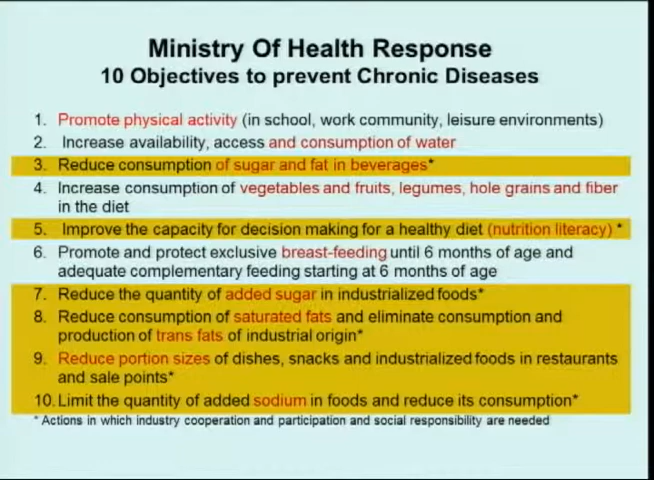 Ministry Of Health Response
10 Objectives to prevent Chronic Diseases
1. Promote physical activity (in school, work community, leisure environments)
2. Increase availability, access and consumption of water
3. Reduce consumption of sugar and fat in beverages*
4. Increase consumption of vegetables and fruits, legumes, hole grains and fiber
in the diet
5. Improve the capacity for decision making for a healthy diet (nutrition literacy) *
6. Promote and protect exclusive breast-feeding until 6 months of age and
adequate complementary feeding starting at 6 months of age
7. Reduce the quantity of added sugar in industrialized foods*
8. Reduce consumption of saturated fats and eliminate consumption and
production of trans fats of industrial origin*
9. Reduce portion sizes of dishes, snacks and industrialized foods in restaurants
and sale points*
10. Limit the quantity of added sodium in foods and reduce its consumption*
* Actions in which industry cooperation and participation and social responsibility are needed